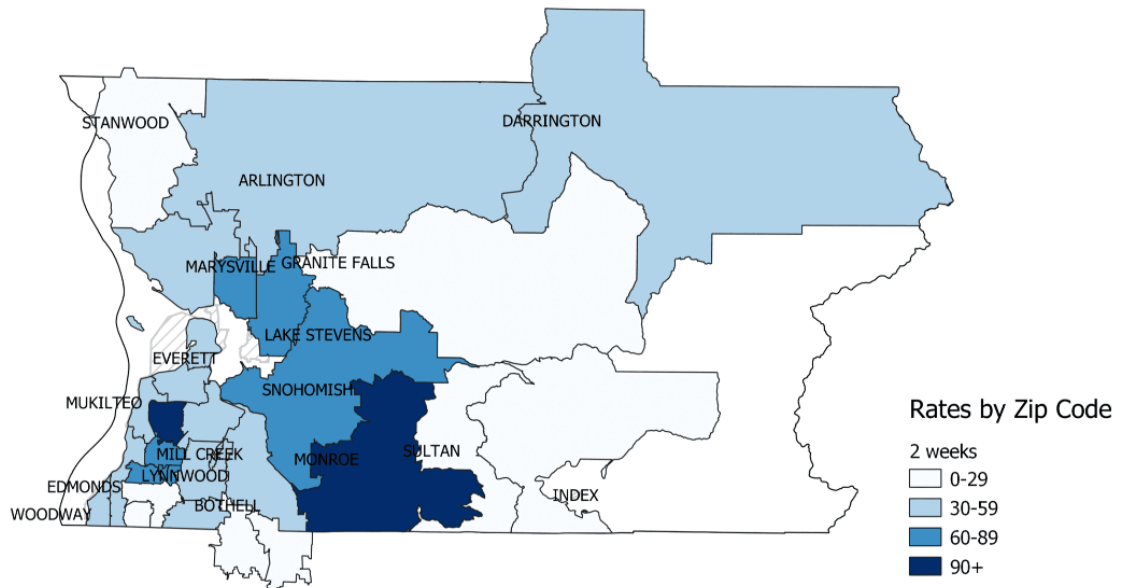 STANWOOD
DARRINGTON
ARLINGTON
MARYSVILLE
GRANITE FALLS
LAKE STEVENS
EVERETT
SNOHOMISH
MUKILTEO
MILL CREEK
MONROE
SULTAN
LYNNWOOD
EDMONDS
INDEX
BOTHELL
WOODWAY
Rates by Zip Code
2 weeks
0-29
30-59
60-89
90+